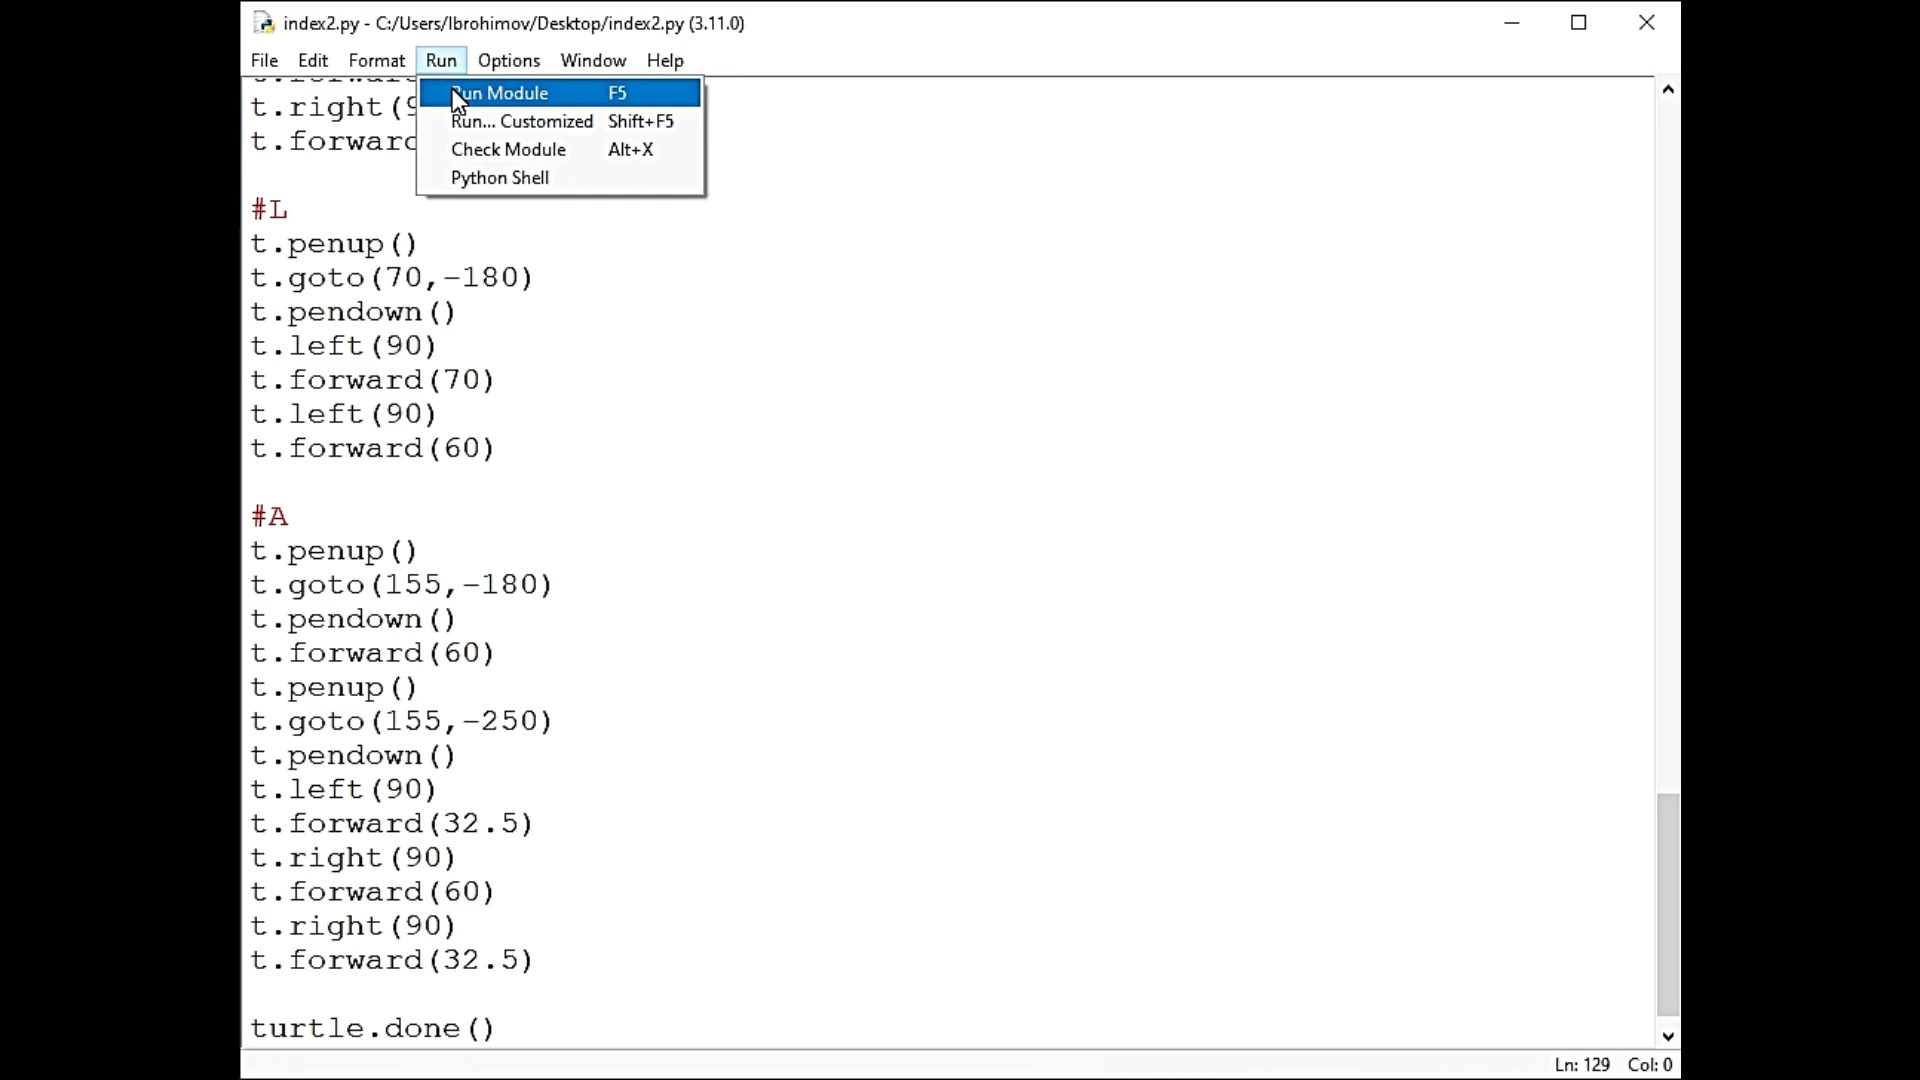 index2.py - C:/Users/Ibrohimov/Desktop/index2.py (3.11.0)
File Edit Format Run Options Window Help
Run Module F5
t.right(9
Run... Customized Shift+F5
t.forward
Check Module Alt+X
Python Shell
#L
t.penup()
t.goto(70,-180)
t.pendown()
t.left(90)
t.forward(70)
t.left(90)
t.forward(60)
#A
t.penup()
t.goto(155,-180)
t.pendown()
t.forward(60)
t.penup()
t.goto(155,-250)
t.pendown()
t.left(90)
t.forward(32.5)
t.right(90)
t.forward(60)
t.right(90)
t.forward(32.5)
turtle.done()
Ln: 129 Col: 0